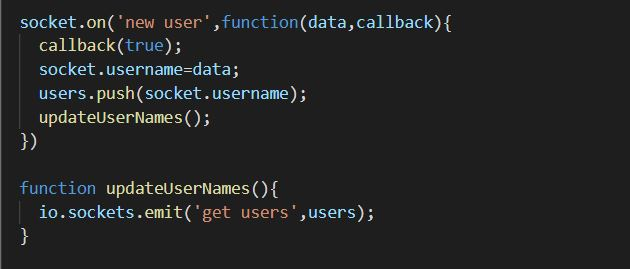 socket.on('new user',function(data,callback){
  callback(true);
  socket.username=data;
  users.push(socket.username);
  updateUserNames();
})

function updateUserNames(){
  io.sockets.emit('get users',users);
}